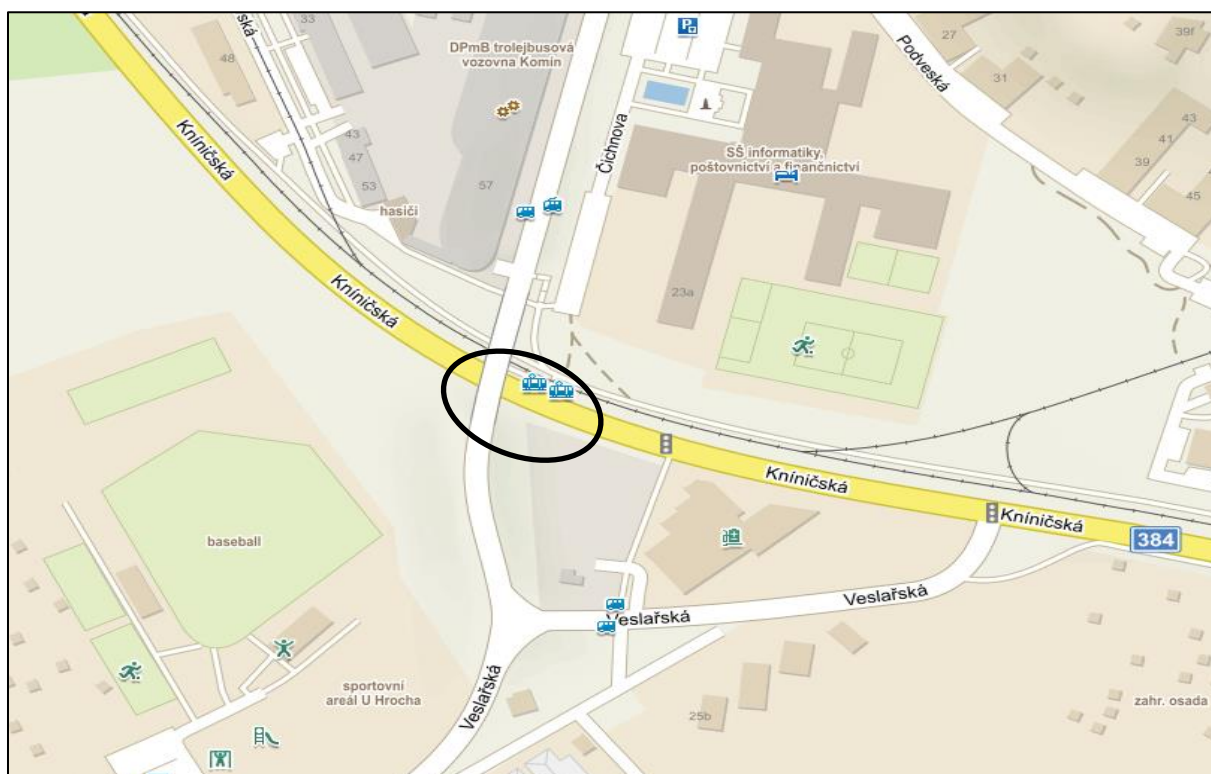 33
ská
48
DPmB trolejbusová
vozovna Komín
P
27
39f
Podveská
31
43
41
39
45
43
47
53
57
Čichnova
SŠ informatiky,
poštovnictví a finančnictví
hasiči
23a
Kníničská
Kníničská
Kníničská
Kníničská
384
baseball
Veslařská
Veslařská
Veslařská
sportovní
areál U Hrocha
25b
zahr. osada